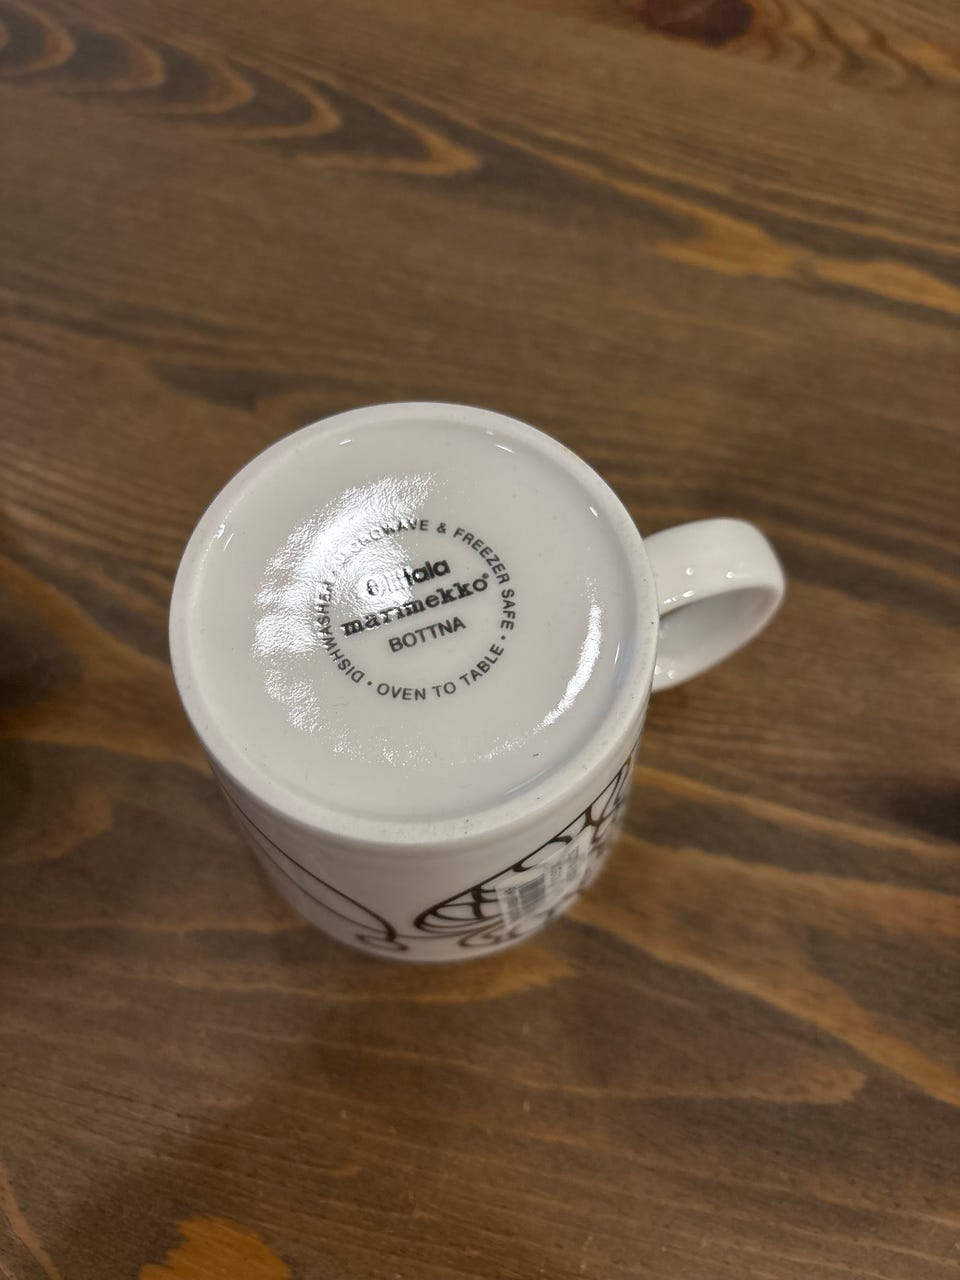 DISHWASHER MICROWAVE & FREEZER SAFE • OVEN TO TABLE •
iittala
marimekko®
BOTTNA